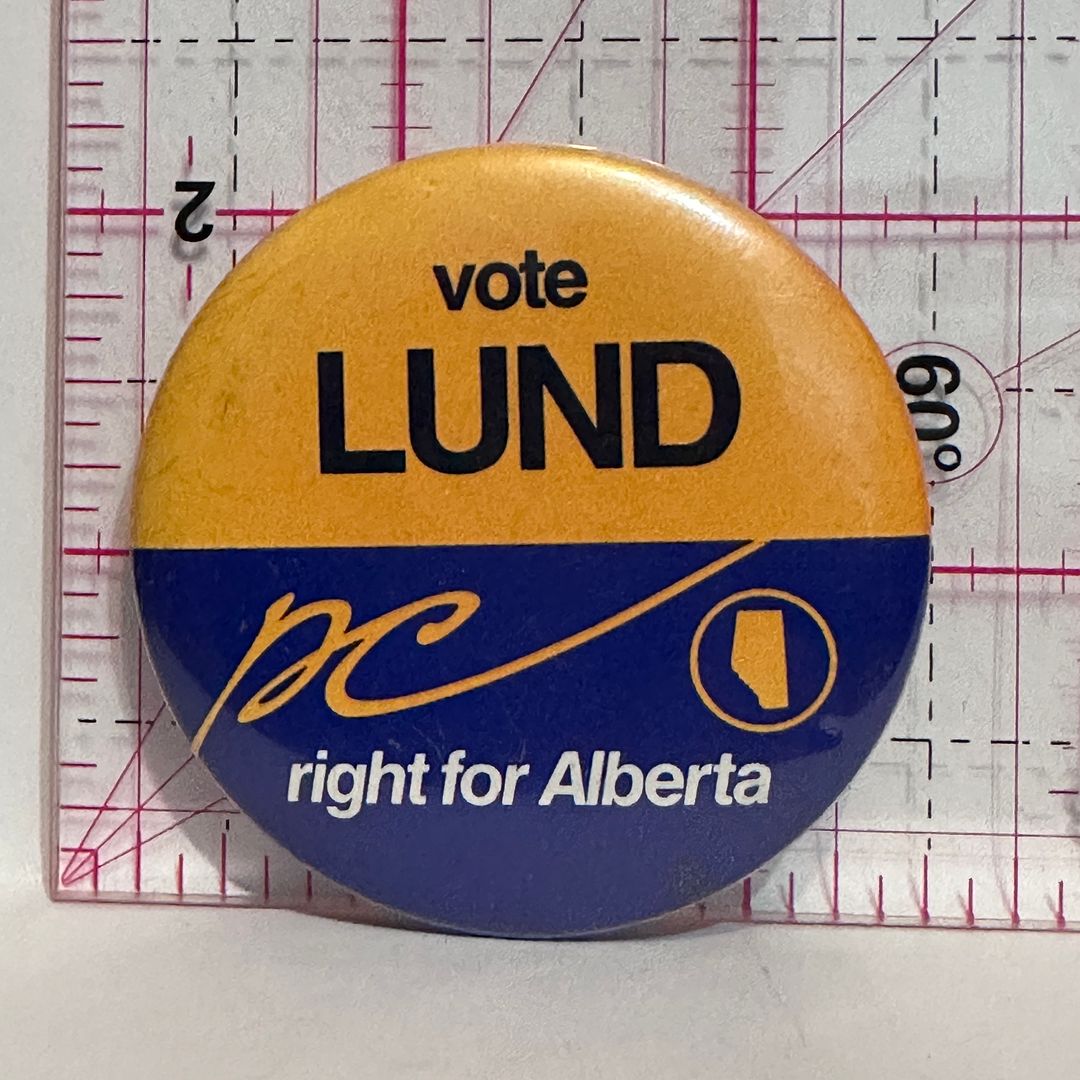 vote
LUND
pc
right for Alberta
2
60°